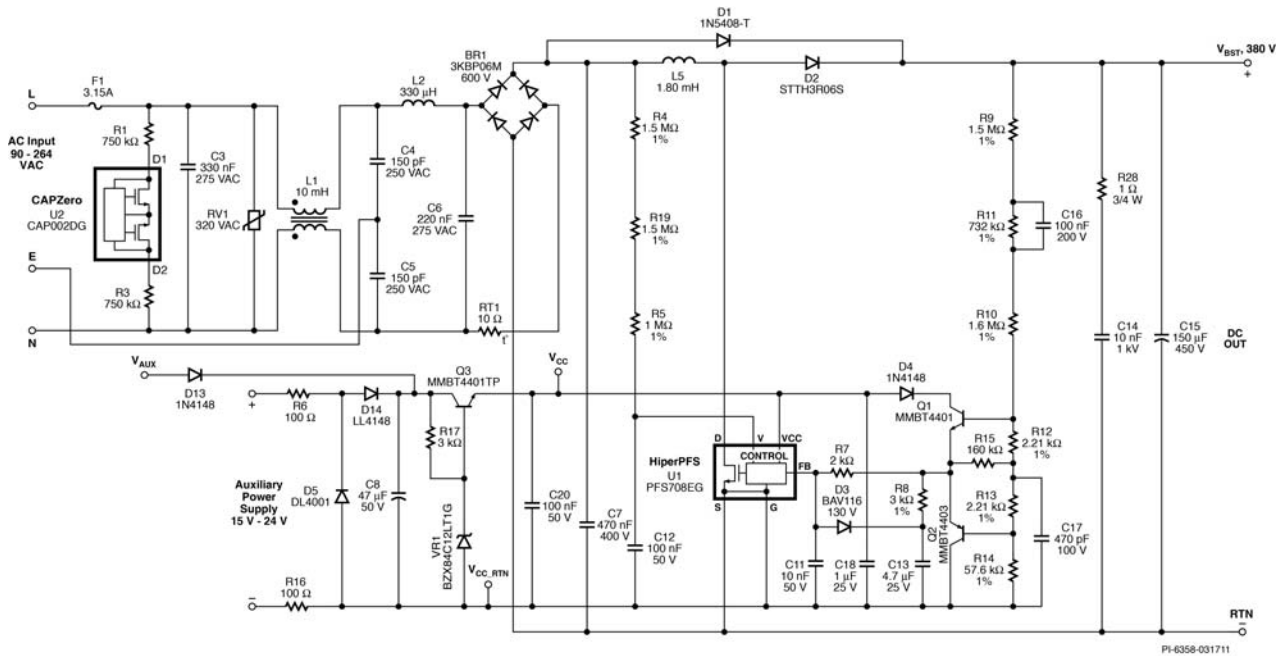 D1
1N5408-T
BR1
3KBP06M
600 V
VBST, 380 V
+
F1
3.15A
L2
330 µH
L5
1.80 mH
D2
STTH3R06S
L
R1
750 kΩ
D1
AC Input
90 - 264
VAC
C3
330 nF
275 VAC
C4
150 pF
250 VAC
R4
1.5 MΩ
1%
R9
1.5 MΩ
1%
R28
1 Ω
3/4 W
CAPZero
U2
CAP002DG
L1
10 mH
RV1
320 VAC
C6
220 nF
275 VAC
R19
1.5 MΩ
1%
R11
732 kΩ
1%
C16
100 nF
200 V
E
D2
R3
750 kΩ
C5
150 pF
250 VAC
RT1
10 Ω
t°
R5
1 MΩ
1%
R10
1.6 MΩ
1%
C14
10 nF
1 kV
C15
150 µF
450 V
DC
OUT
N
VAUX
D13
1N4148
Q3
MMBT4401TP
VCC
D4
1N4148
+
R6
100 Ω
D14
LL4148
R17
3 kΩ
Q1
MMBT4401
R12
2.21 kΩ
1%
R15
160 kΩ
D
V
VCC
CONTROL
HiperPFS
U1
PFS708EG
FB
S
G
R7
2 kΩ
D3
BAV116
130 V
R8
3 kΩ
1%
Q2
MMBT4403
R13
2.21 kΩ
1%
Auxiliary
Power
Supply
15 V - 24 V
D5
DL4001
C8
47 µF
50 V
VR1
BZX84C12LT1G
C20
100 nF
50 V
C7
470 nF
400 V
C12
100 nF
50 V
C11
10 nF
50 V
C18
1 µF
25 V
C13
4.7 µF
25 V
R14
57.6 kΩ
1%
C17
470 pF
100 V
R16
100 Ω
–
VCC_RTN
RTN
–
PI-6358-031711